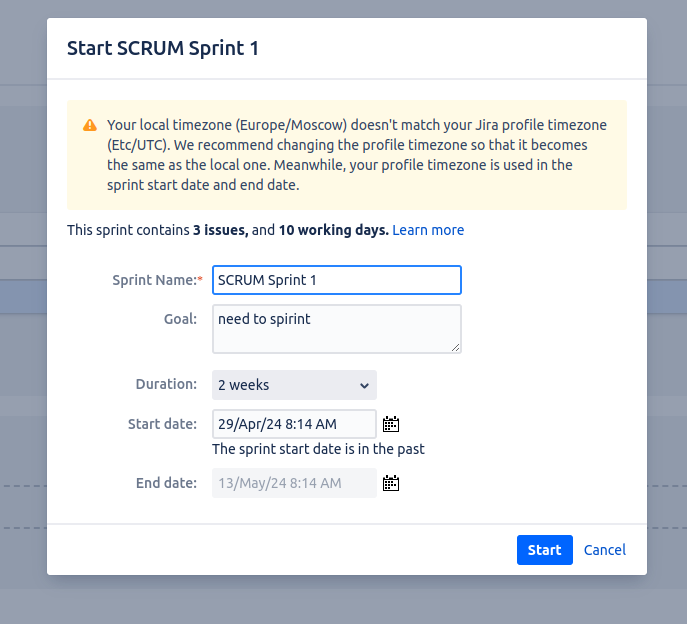 Start SCRUM Sprint 1
Your local timezone (Europe/Moscow) doesn't match your Jira profile timezone
(Etc/UTC). We recommend changing the profile timezone so that it becomes
the same as the local one. Meanwhile, your profile timezone is used in the
sprint start date and end date.
This sprint contains 3 issues, and 10 working days. Learn more
Sprint Name:* SCRUM Sprint 1
Goal: need to spirint
Duration: 2 weeks
Start date: 29/Apr/24 8:14 AM
The sprint start date is in the past
End date: 13/May/24 8:14 AM
Start Cancel